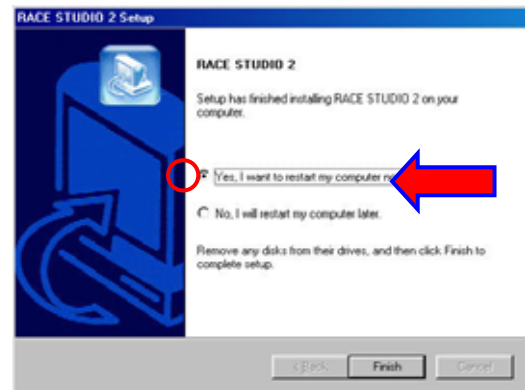 RACE STUDIO 2 Setup
RACE STUDIO 2
Setup has finished installing RACE STUDIO 2 on your
computer.
Yes, I want to restart my computer
No, I will restart my computer later.
Remove any disks from their drives, and then click Finish to
complete setup.
< Back
Finish
Cancel